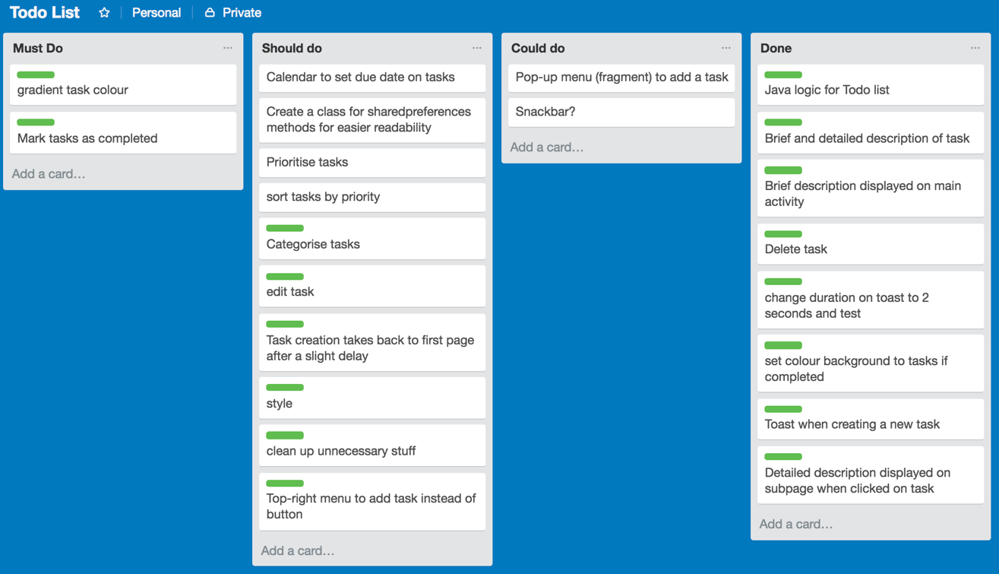 Todo List Personal Private
Must Do ...
gradient task colour
Mark tasks as completed
Add a card…
Should do ...
Calendar to set due date on tasks
Create a class for sharedpreferences
methods for easier readability
Prioritise tasks
sort tasks by priority
Categorise tasks
edit task
Task creation takes back to first page
after a slight delay
style
clean up unnecessary stuff
Top-right menu to add task instead of
button
Add a card…
Could do ...
Pop-up menu (fragment) to add a task
Snackbar?
Add a card…
Done ...
Java logic for Todo list
Brief and detailed description of task
Brief description displayed on main
activity
Delete task
change duration on toast to 2
seconds and test
set colour background to tasks if
completed
Toast when creating a new task
Detailed description displayed on
subpage when clicked on task
Add a card…